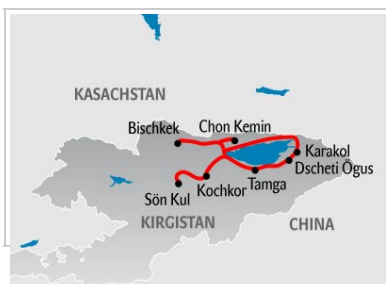 KASACHSTAN
Bischkek
Chon Kemin
Karakol
Dscheti Ögus
Tamga
Kochkor
Sön Kul
KIRGISTAN
CHINA